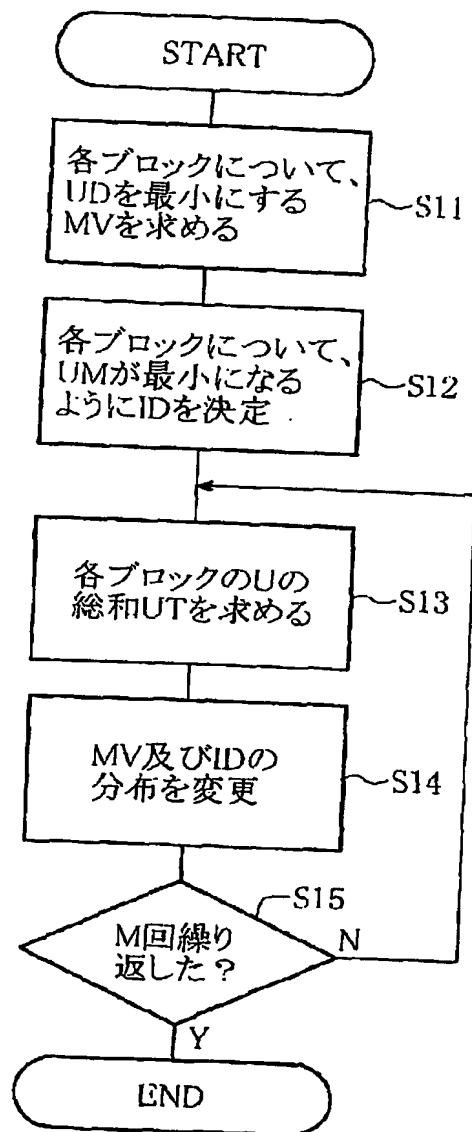 START
各ブロックについて、
UDを最小にする
MVを求める
S11
各ブロックについて、
UMが最小になる
ようにIDを決定
S12
各ブロックのUの
総和UTを求める
S13
MV及びIDの
分布を変更
S14
S15
M回繰り
返した？
N
Y
END